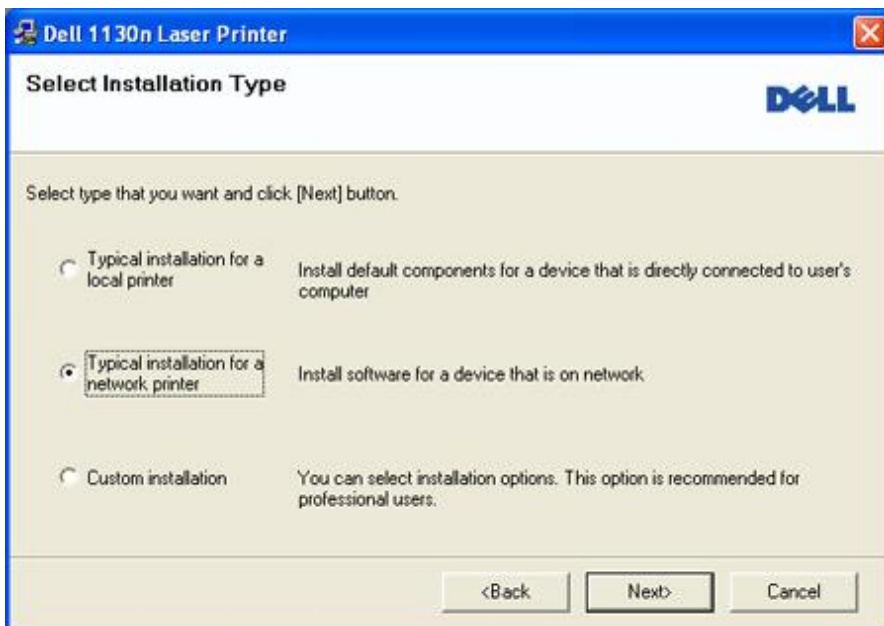 Dell 1130n Laser Printer
Select Installation Type
DELL
Select type that you want and click [Next] button.
Typical installation for a
local printer
Install default components for a device that is directly connected to user's
computer
Typical installation for a
network printer
Install software for a device that is on network
Custom installation
You can select installation options. This option is recommended for
professional users.
<Back
Next>
Cancel